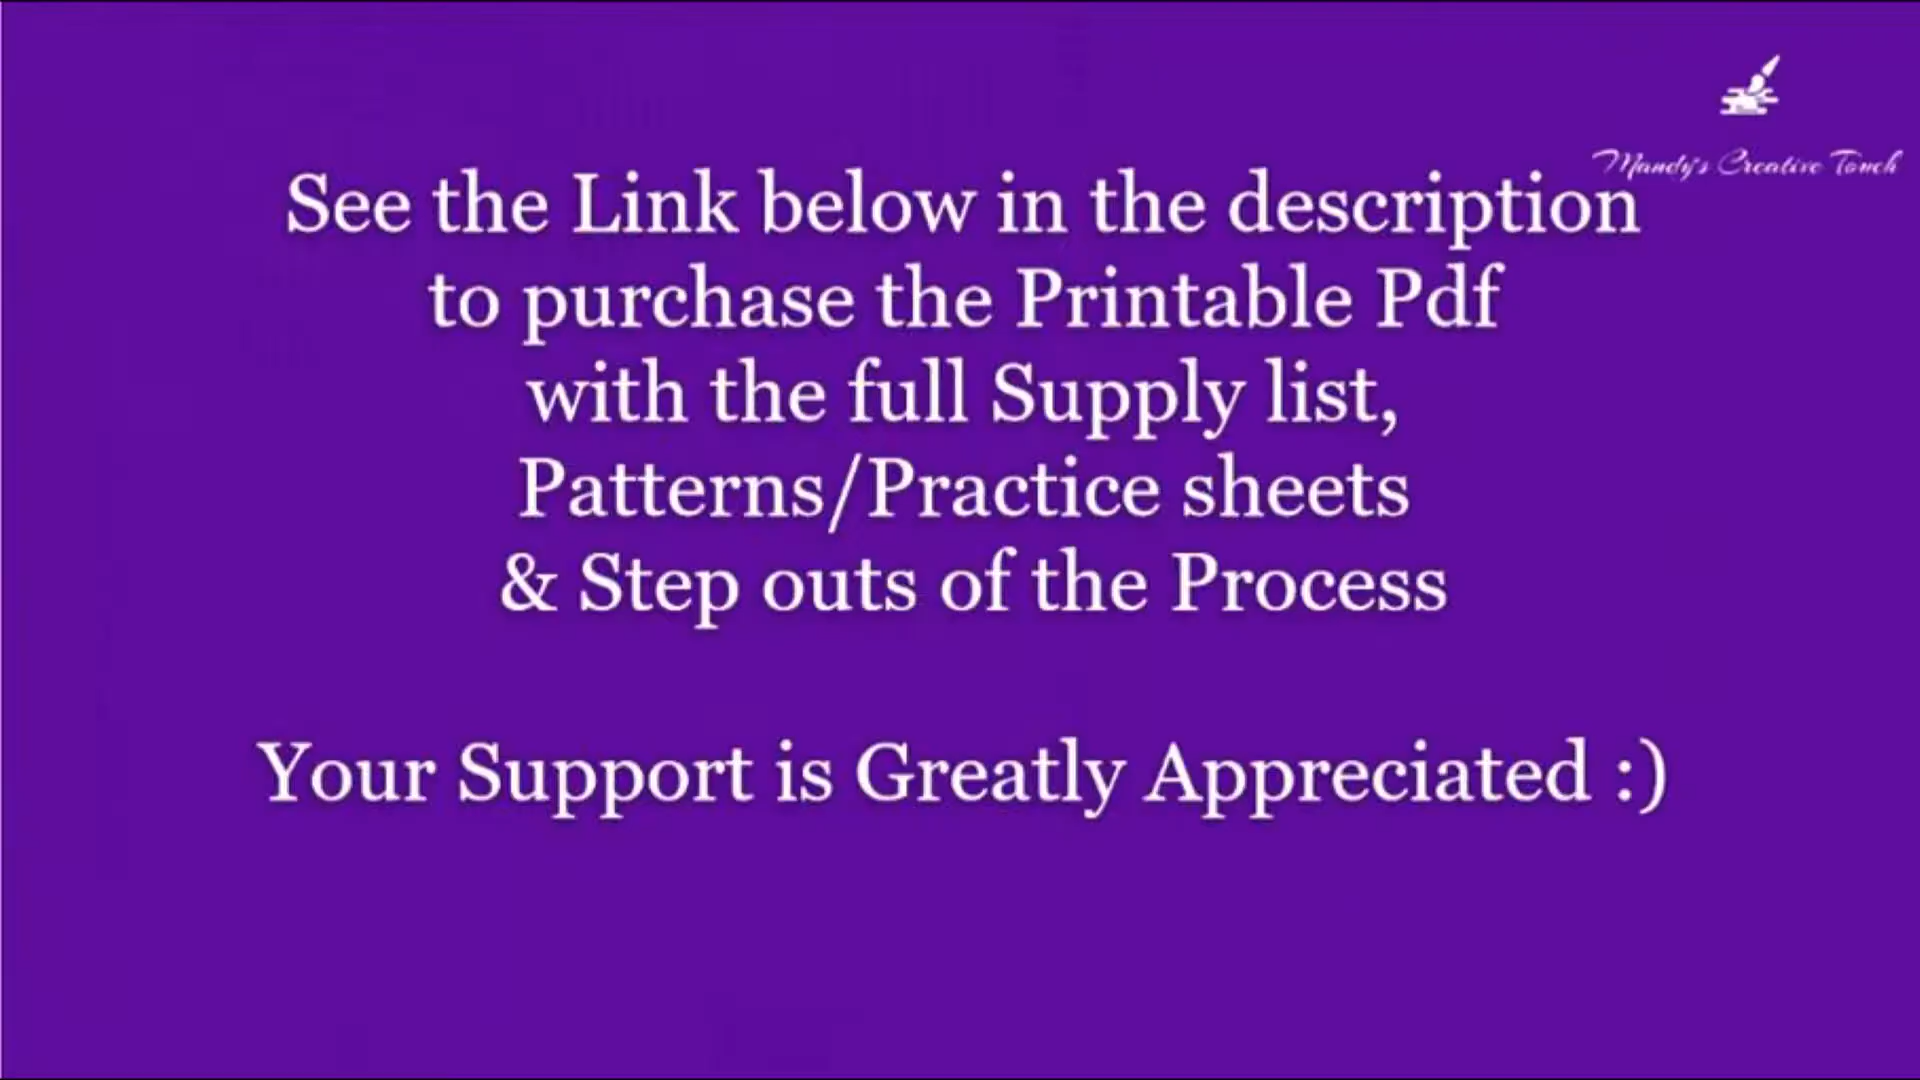 Mandy's Creative Touch
See the Link below in the description
to purchase the Printable Pdf
with the full Supply list,
Patterns/Practice sheets
& Step outs of the Process
Your Support is Greatly Appreciated :)